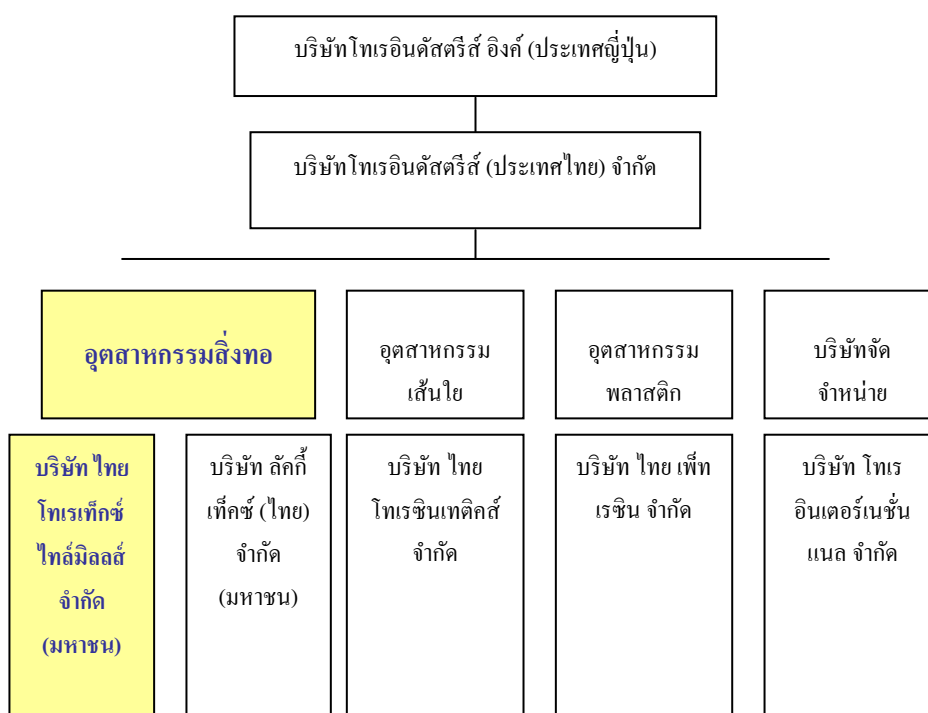 บริษัทโทเรอินดัสตรีส์ อิงค์ (ประเทศญี่ปุ่น)
บริษัทโทเรอินดัสตรีส์ (ประเทศไทย) จำกัด
อุตสาหกรรมสิ่งทอ
อุตสาหกรรม
เส้นใย
อุตสาหกรรม
พลาสติก
บริษัทจัด
จำหน่าย
บริษัท ไทย
โทเรเท็กซ์
ไทล์มิลลส์
จำกัด
(มหาชน)
บริษัท ลัคกี้
เท็คซ์ (ไทย)
จำกัด
(มหาชน)
บริษัท ไทย
โทเรซินเทติคส์
จำกัด
บริษัท ไทย เพ็ท
เรซิน จำกัด
บริษัท โทเร
อินเตอร์เนชั่น
แนล จำกัด